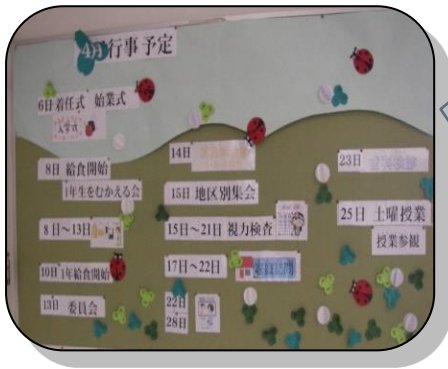 4月行事予定
6日 着任式 始業式
入学式
8日 給食開始
1年生をむかえる会
8日〜13日
10日 1年給食開始
13日 委員会
14日
15日 地区別集会
15日〜21日 視力検査
17日〜22日
22日
28日
23日
25日 土曜授業
授業参観